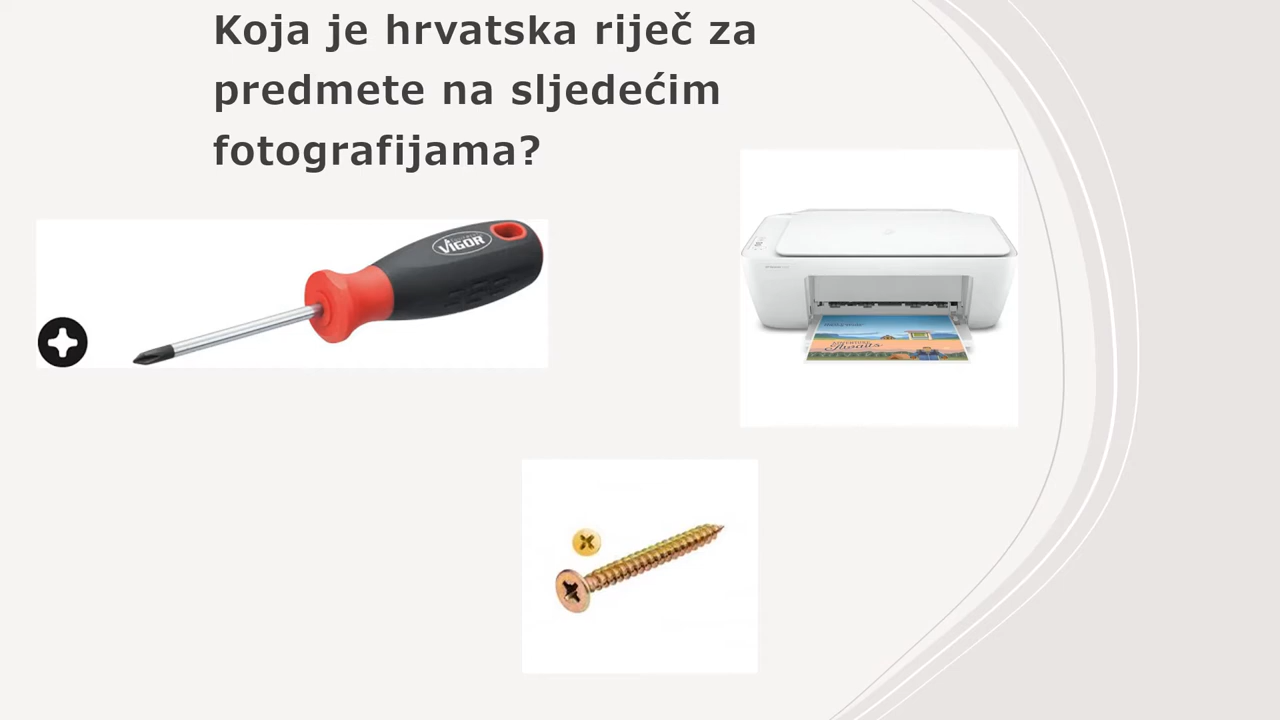 Koja je hrvatska riječ za
predmete na sljedećim
fotografijama?
VIGOR